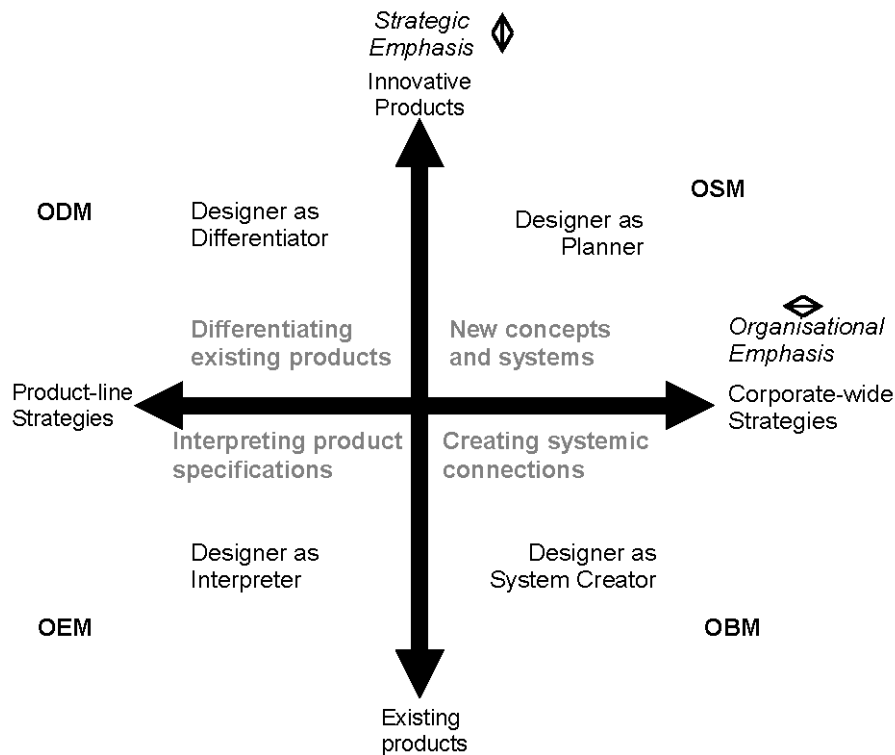 Strategic
Emphasis
Innovative
Products
ODM
Designer as
Differentiator
Designer as
Planner
OSM
Differentiating
existing products
New concepts
and systems
Organisational
Emphasis
Product-line
Strategies
Corporate-wide
Strategies
Interpreting product
specifications
Creating systemic
connections
Designer as
Interpreter
Designer as
System Creator
OEM
OBM
Existing
products